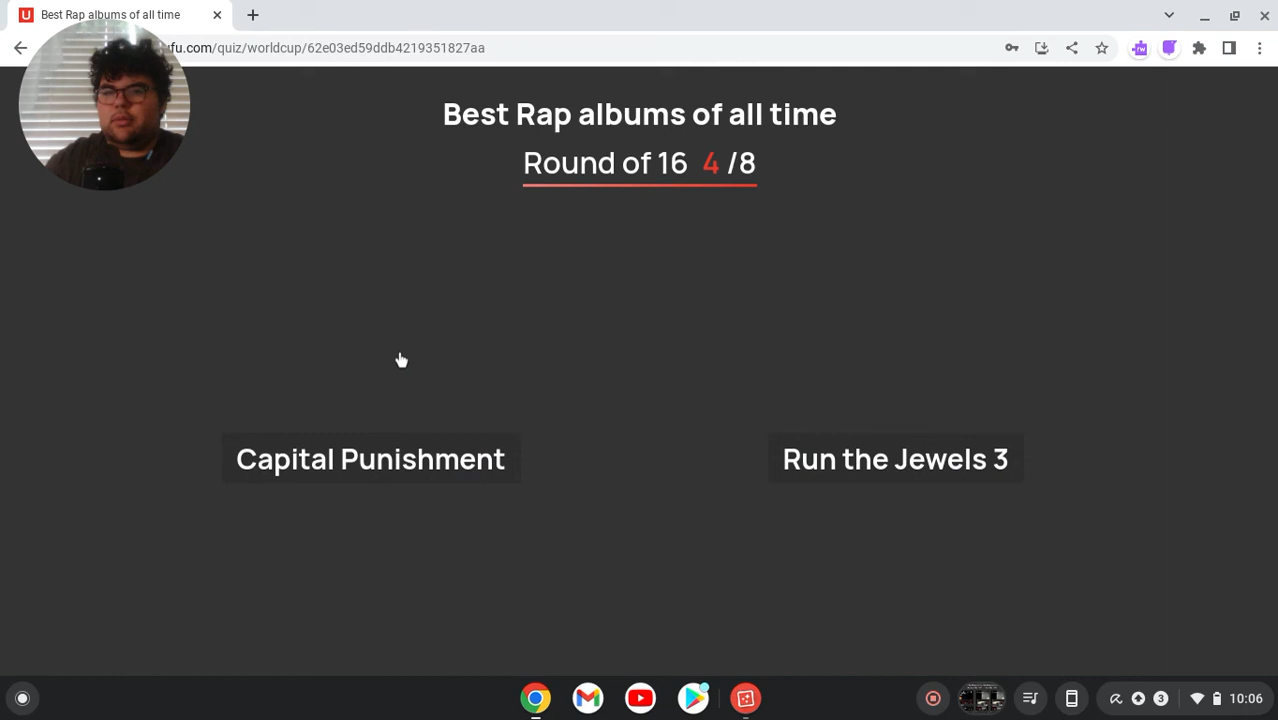 Best Rap albums of all time
fu.com/quiz/worldcup/62e03ed59ddb4219351827aa
Best Rap albums of all time
Round of 16 4 /8
Capital Punishment
Run the Jewels 3
3
10:06